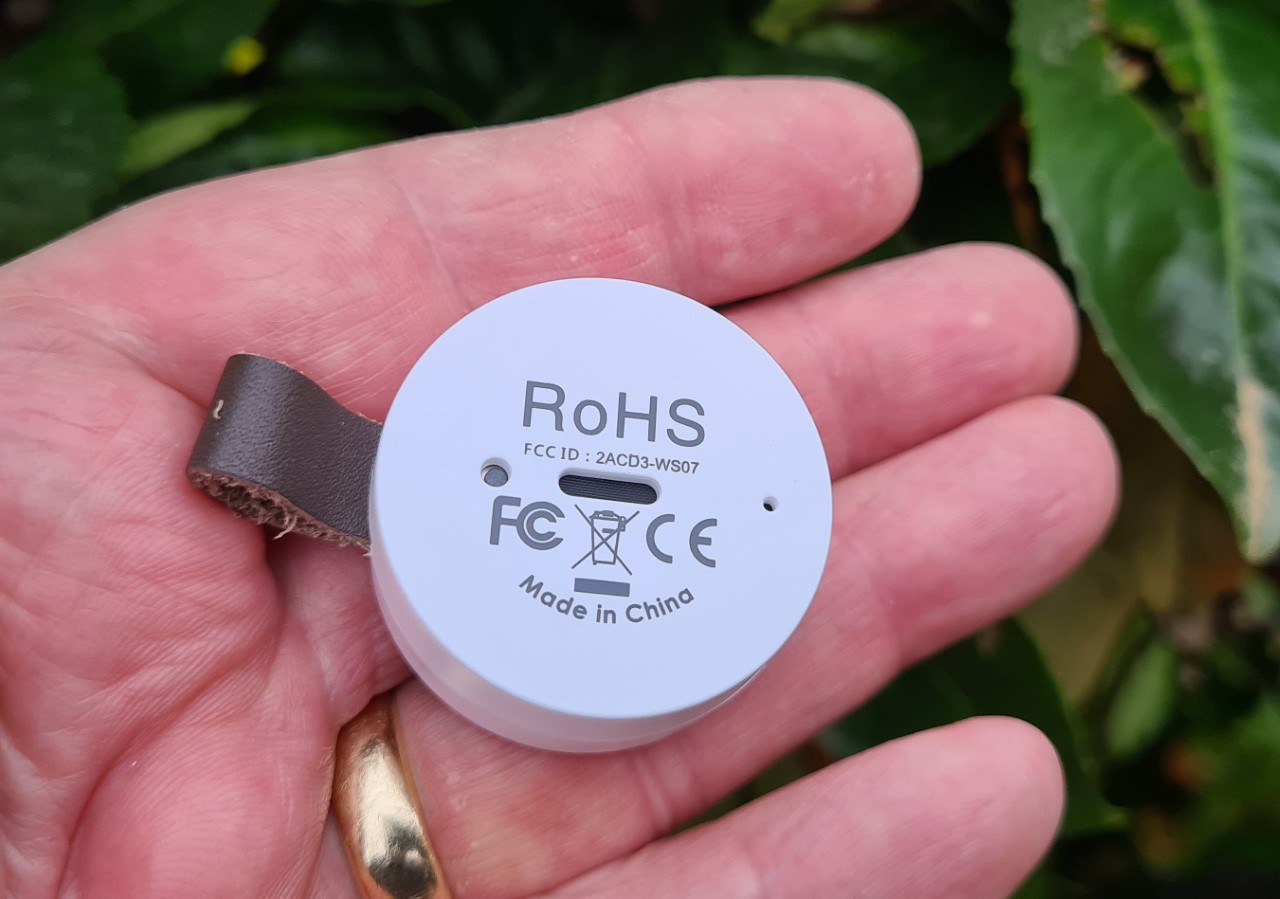 RoHS
FCC ID : 2ACD3-WS07
FC CE
Made in China